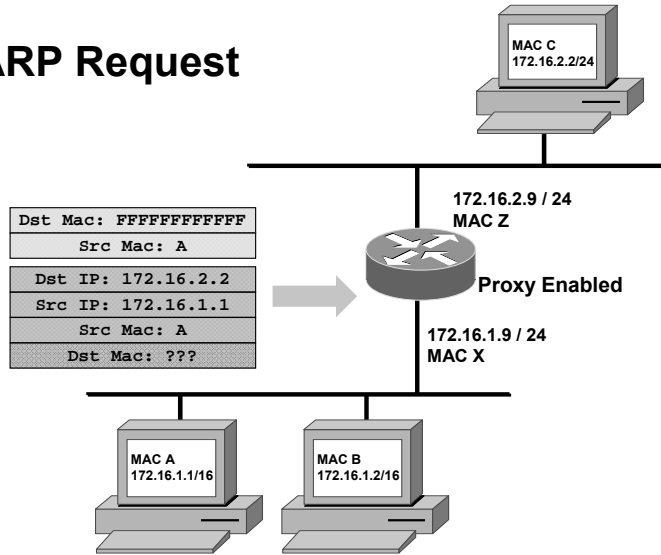 ARP Request
MAC C
172.16.2.2/24
172.16.2.9 / 24
MAC Z
Dst Mac: FFFFFFFFFFFF
Src Mac: A
Dst IP: 172.16.2.2
Src IP: 172.16.1.1
Src Mac: A
Dst Mac: ???
Proxy Enabled
172.16.1.9 / 24
MAC X
MAC A
172.16.1.1/16
MAC B
172.16.1.2/16